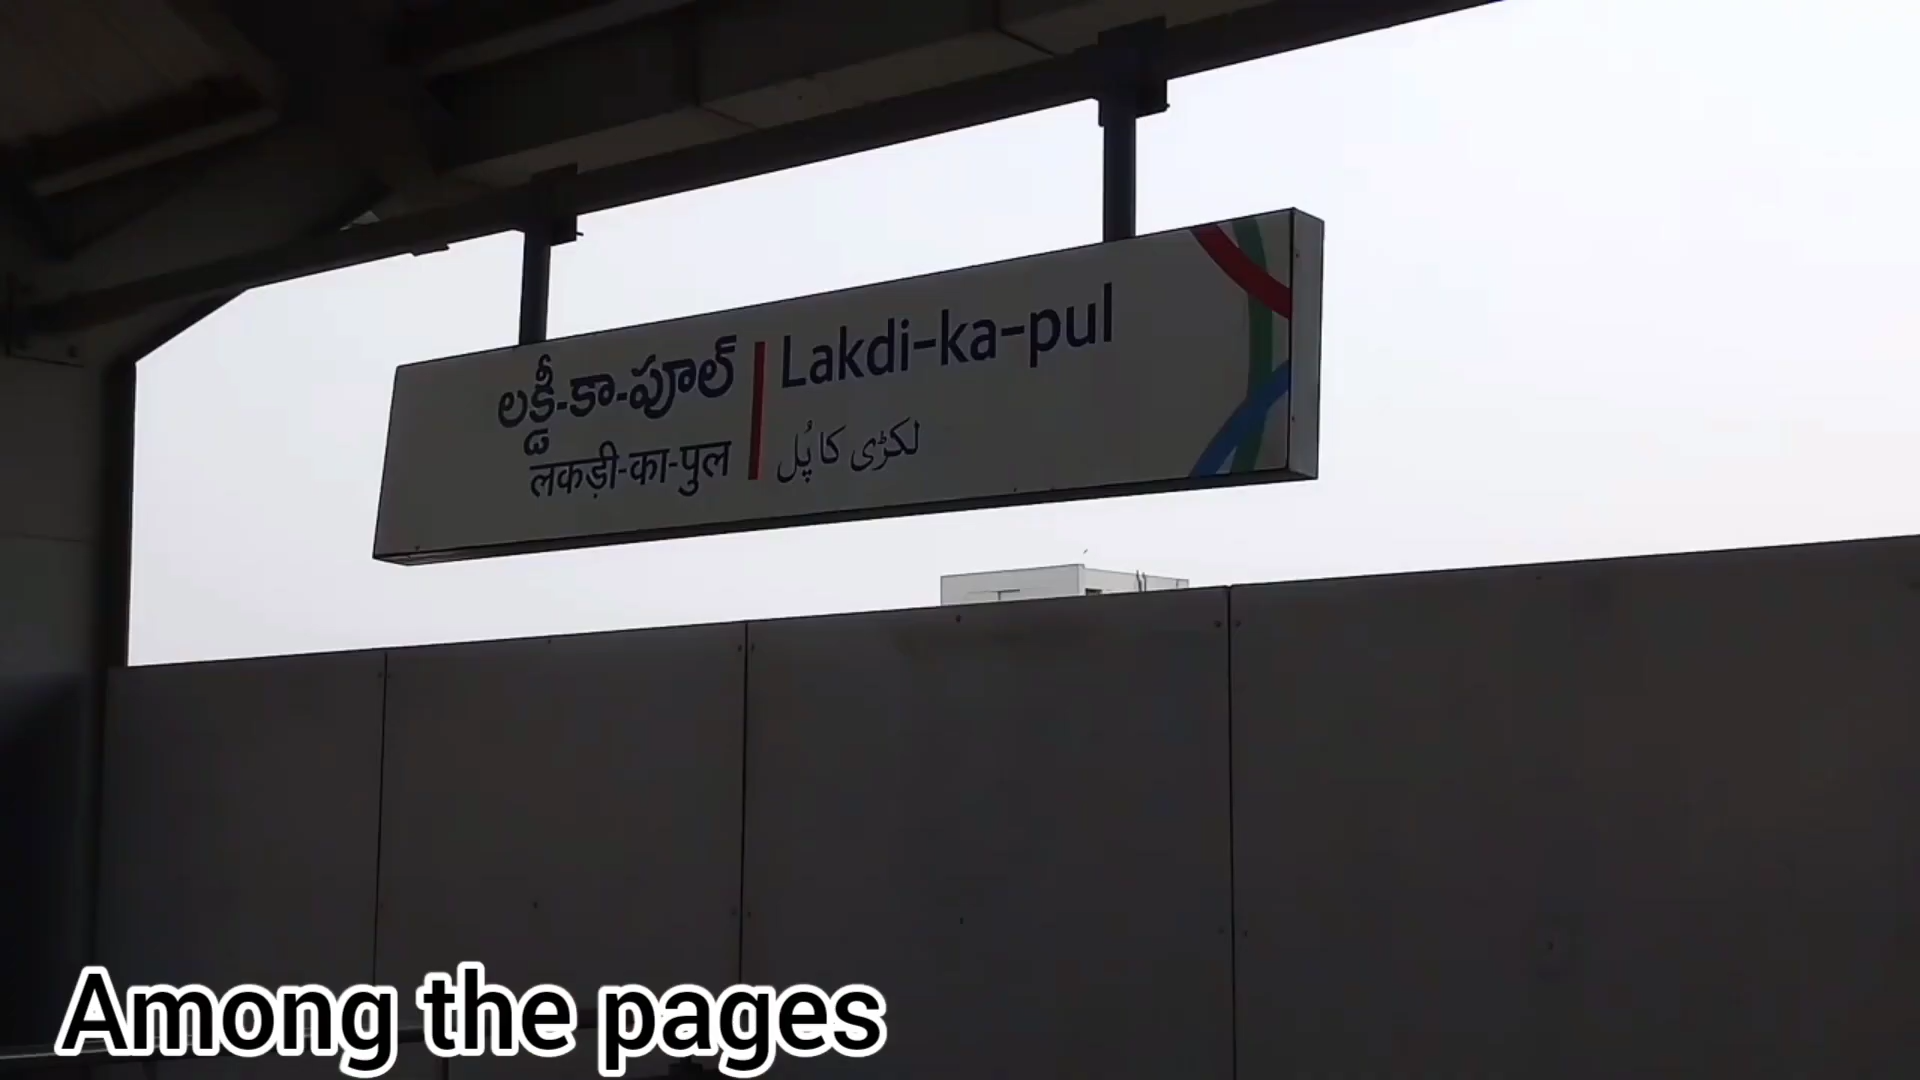 లక్డీ-కా-పూల్
लकड़ी-का-पुल
Lakdi-ka-pul
لکڑی کا پُل
Among the pages